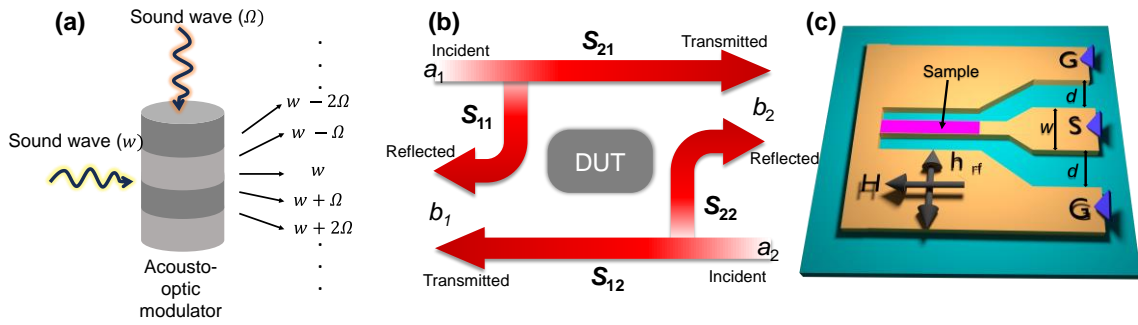 (a)
Sound wave (Ω)
Sound wave (w)
w − 2Ω
w − Ω
w
w + Ω
w + 2Ω
Acousto-
optic
modulator
(b)
S21
Incident
Transmitted
a1
b2
S11
DUT
Reflected
Reflected
b1
S22
a2
Transmitted
Incident
S12
(c)
G
Sample
d
w
S
d
h rf
H
G